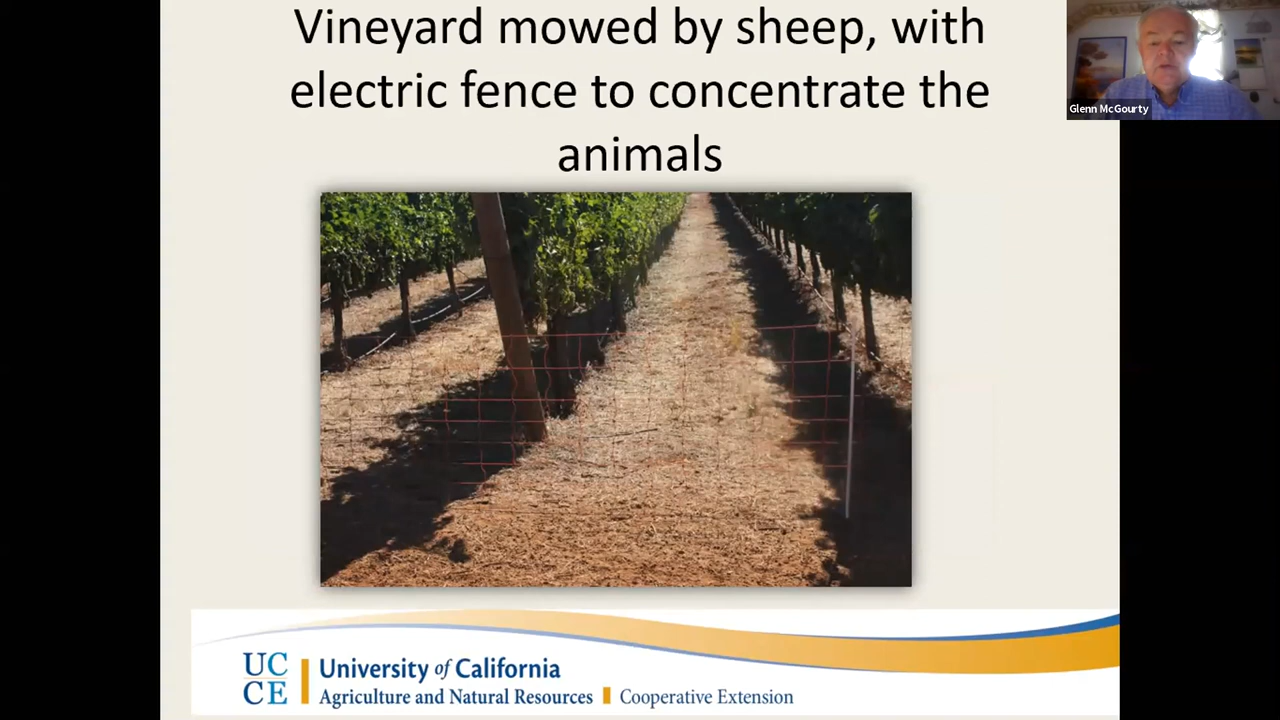 Vineyard mowed by sheep, with
electric fence to concentrate the
animals
Glenn McGourty
UC
CE
University of California
Agriculture and Natural Resources
Cooperative Extension